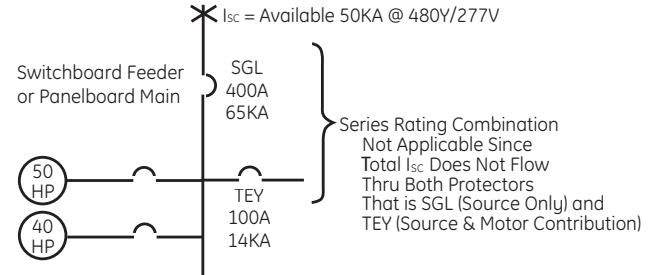 Isc = Available 50KA @ 480Y/277V
Switchboard Feeder
or Panelboard Main
SGL
400A
65KA
Series Rating Combination
Not Applicable Since
Total Isc Does Not Flow
Thru Both Protectors
That is SGL (Source Only) and
TEY (Source & Motor Contribution)
50
HP
TEY
100A
14KA
40
HP